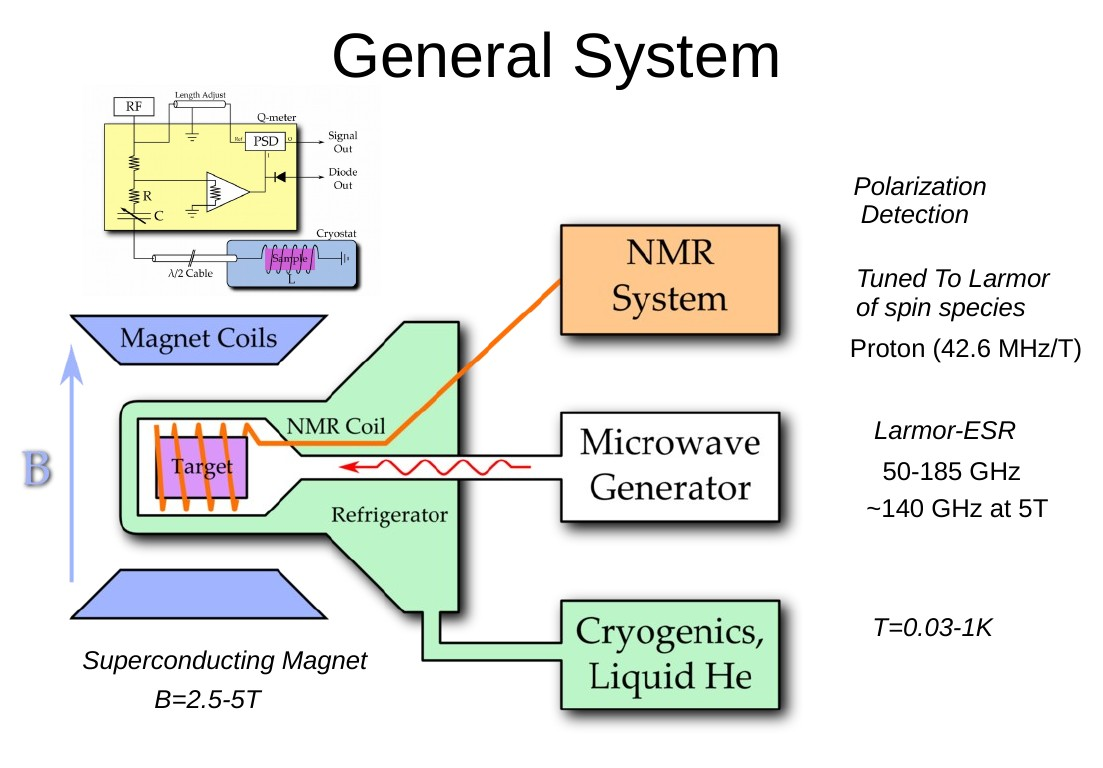 General System
RF
Length Adjust
Q-meter
Ref
PSD
O
I
Signal
Out
Diode
Out
R
C
Cryostat
Sample
L
λ/2 Cable
Polarization
Detection
NMR
System
Tuned To Larmor
of spin species
Proton (42.6 MHz/T)
Magnet Coils
B
NMR Coil
Target
Refrigerator
Microwave
Generator
Larmor-ESR
50-185 GHz
~140 GHz at 5T
Cryogenics,
Liquid He
T=0.03-1K
Superconducting Magnet
B=2.5-5T